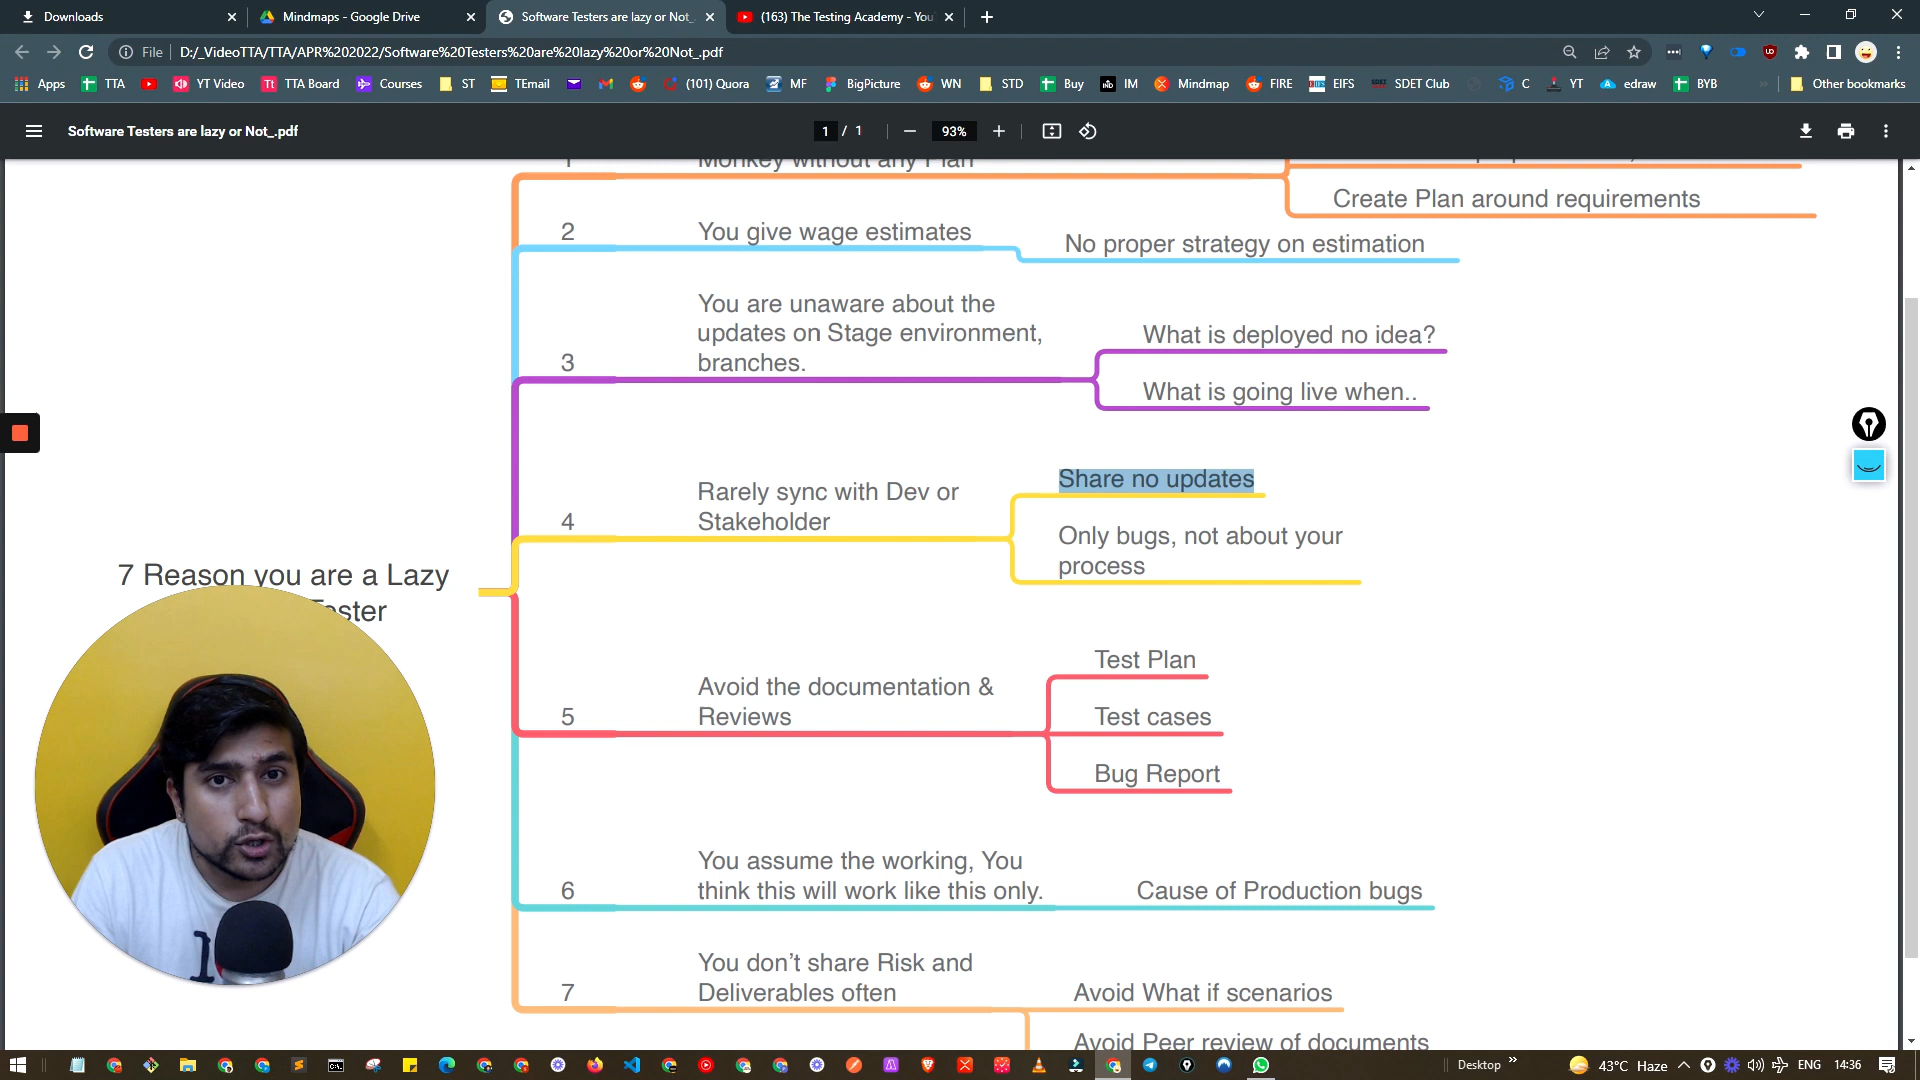 Downloads
Mindmaps - Google Drive
Software Testers are lazy or Not_.
(163) The Testing Academy - You
File
D:/_VideoTTA/TTA/APR%202022/Software%20Testers%20are%20lazy%20or%20Not_.pdf
Apps
TTA
YT Video
Tt
TTA Board
Courses
ST
TEmail
(101) Quora
MF
BigPicture
WN
STD
Buy
IM
Mindmap
FIRE
EIFS
SDET Club
C
YT
edraw
BYB
Other bookmarks
Software Testers are lazy or Not_.pdf
1 / 1
93%
1
Monkey without any Plan
Create Plan around requirements
2
You give wage estimates
No proper strategy on estimation
3
You are unaware about the
updates on Stage environment,
branches.
What is deployed no idea?
What is going live when..
4
Rarely sync with Dev or
Stakeholder
Share no updates
Only bugs, not about your
process
7 Reason you are a Lazy
ster
5
Avoid the documentation &
Reviews
Test Plan
Test cases
Bug Report
6
You assume the working, You
think this will work like this only.
Cause of Production bugs
7
You don't share Risk and
Deliverables often
Avoid What if scenarios
Avoid Peer review of documents
Desktop
43°C Haze
ENG
14:36